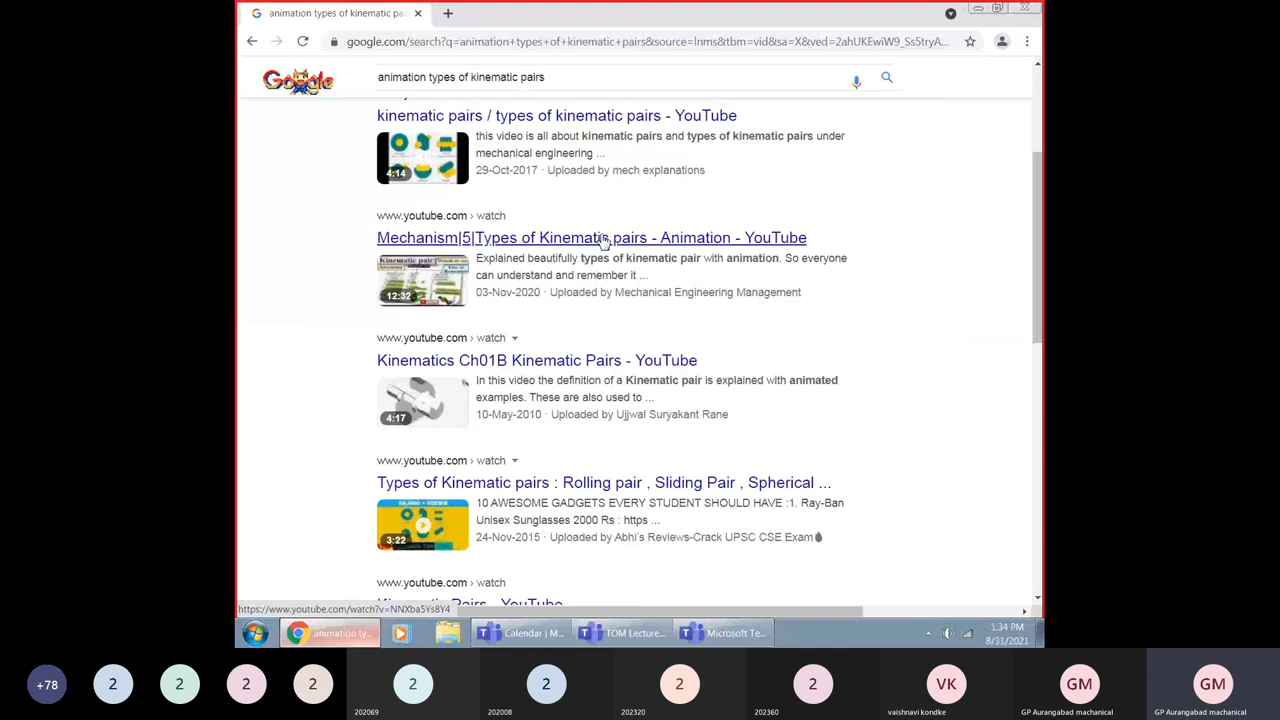 animation types of kinematic pai
google.com/search?q=animation+types+of+kinematic+pairs&source=lnms&tbm=vid&sa=X&ved=2ahUKEwiW9_Ss5tryA...
Google
animation types of kinematic pairs
kinematic pairs / types of kinematic pairs - YouTube
this video is all about kinematic pairs and types of kinematic pairs under
mechanical engineering ...
4:14
29-Oct-2017 · Uploaded by mech explanations
www.youtube.com › watch
Mechanism|5|Types of Kinematic pairs - Animation - YouTube
Explained beautifully types of kinematic pair with animation. So everyone
can understand and remember it ...
12:32
03-Nov-2020 · Uploaded by Mechanical Engineering Management
www.youtube.com › watch
Kinematics Ch01B Kinematic Pairs - YouTube
In this video the definition of a Kinematic pair is explained with animated
examples. These are also used to ...
4:17
10-May-2010 · Uploaded by Ujjwal Suryakant Rane
www.youtube.com › watch
Types of Kinematic pairs : Rolling pair , Sliding Pair , Spherical ...
10 AWESOME GADGETS EVERY STUDENT SHOULD HAVE :1. Ray-Ban
Unisex Sunglasses 2000 Rs : https ...
3:22
24-Nov-2015 · Uploaded by Abhi's Reviews-Crack UPSC CSE Exam
www.youtube.com › watch
Kinematic Pairs - YouTube
https://www.youtube.com/watch?v=NNXba5Ys8Y4
animation ty...
Calendar | M...
TOM Lecture...
Microsoft Te...
1:34 PM
8/31/2021
+78
2
2
2
2
2
2
2
2
VK
GM
GM
202069
202008
202320
202360
vaishnavi kondke
GP Aurangabad machanical
GP Aurangabad machanical